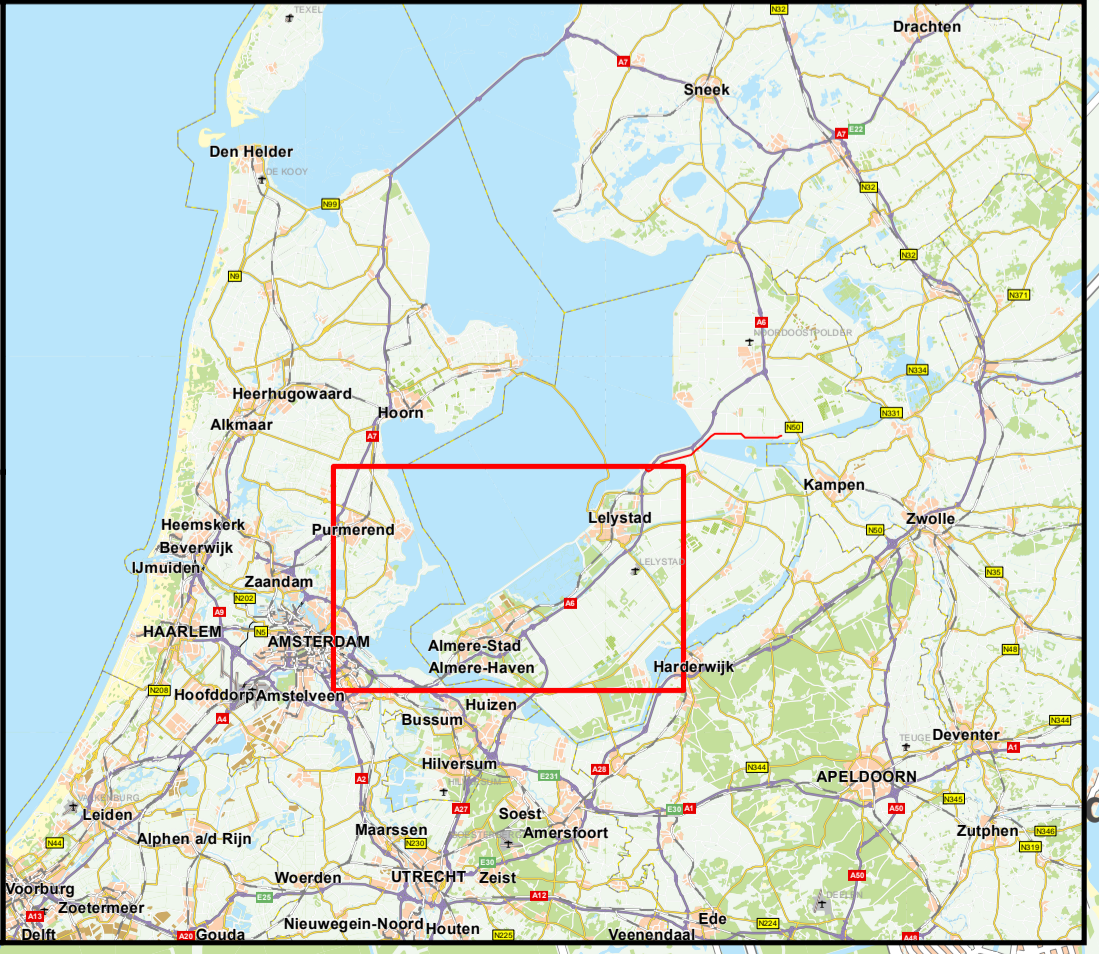 TEXEL
N32
Drachten
A7
Sneek
A7
E22
Den Helder
DE KOOY
N32
N99
N32
N9
N371
A6
NOORDOOSTPOLDER
N334
Heerhugowaard
Hoorn
N331
Alkmaar
N50
A7
Kampen
Lelystad
Zwolle
Heemskerk
Purmerend
N50
Beverwijk
IJmuiden
LELYSTAD
N35
Zaandam
N202
A6
A9
HAARLEM
N5
AMSTERDAM
Almere-Stad
N48
Almere-Haven
Harderwijk
N208
Hoofddorp
Amstelveen
Huizen
A4
Bussum
N344
TEUGE
Deventer
A1
Hilversum
A28
N344
E231
APELDOORN
A2
HILVERSUM
N345
Leiden
A27
Soest
E30
A1
A50
Alphen a/d Rijn
Maarssen
Amersfoort
Zutphen
N346
N44
N230
N319
E30
Woerden
UTRECHT
Zeist
A50
Voorburg
E25
A12
DEELEN
Zoetermeer
A13
Nieuwegein-Noord
Houten
Ede
N224
Delft
A20
Gouda
N225
Veenendaal
A48